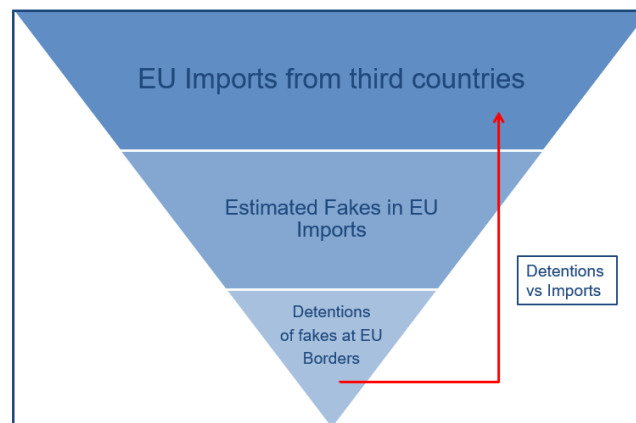 EU Imports from third countries
Estimated Fakes in EU
Imports
Detentions
vs Imports
Detentions
of fakes at EU
Borders